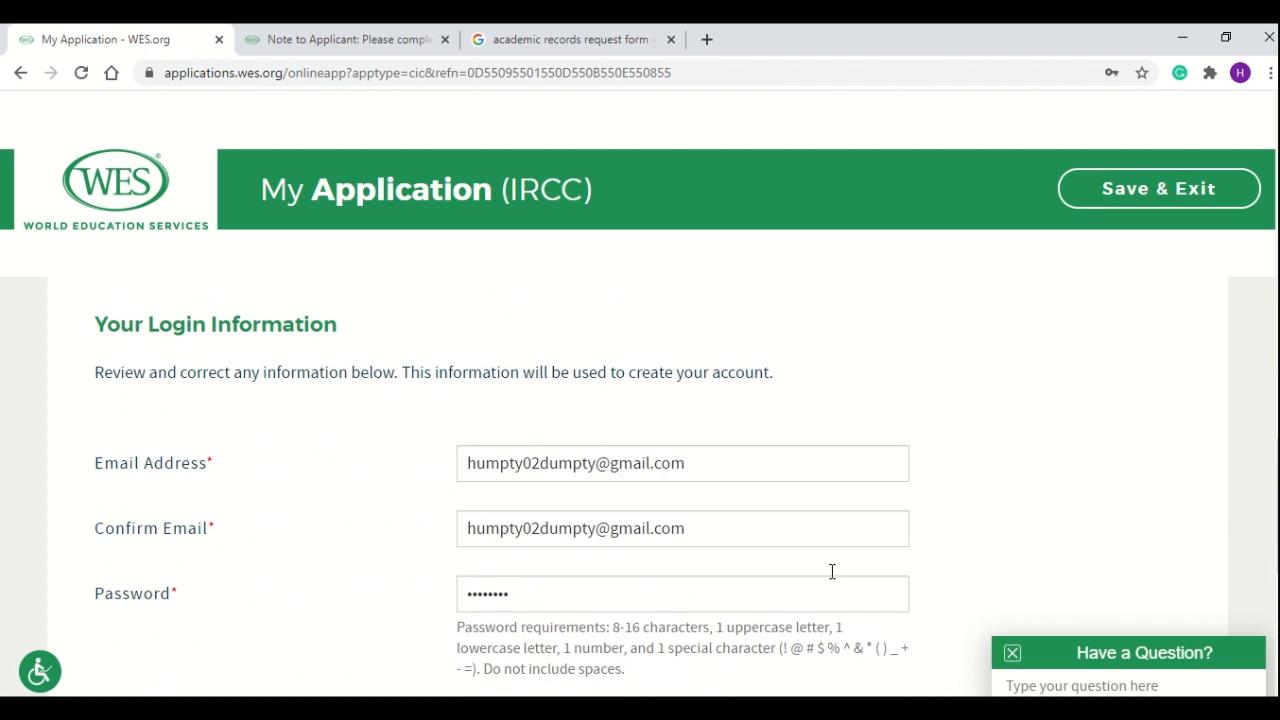 My Application - WES.org
Note to Applicant: Please comple
academic records request form -
applications.wes.org/onlineapp?apptype=cic&refn=0D55095501550D550B550E550855
H
WES
WORLD EDUCATION SERVICES
My Application (IRCC)
Save & Exit
Your Login Information
Review and correct any information below. This information will be used to create your account.
Email Address* humpty02dumpty@gmail.com
Confirm Email* humpty02dumpty@gmail.com
Password* ••••••••
Password requirements: 8-16 characters, 1 uppercase letter, 1
lowercase letter, 1 number, and 1 special character (! @ # $ % ^ & * ( ) _ +
- =). Do not include spaces.
Have a Question?
Type your question here